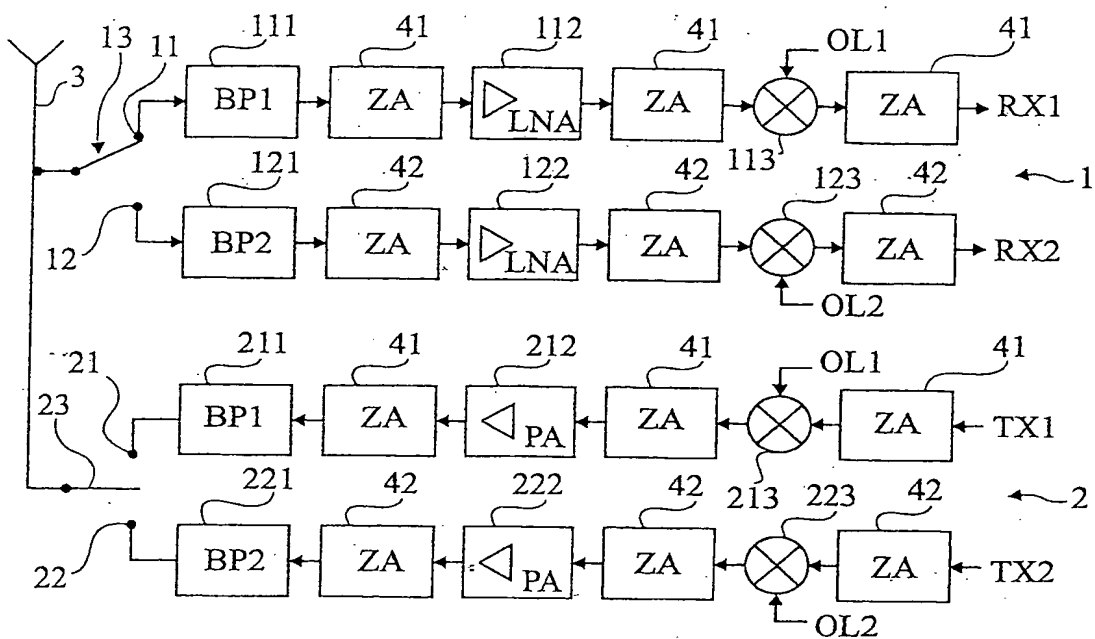 13 11 111 41 112 41 OL1 41
3 BP1 ZA LNA ZA ZA RX1
113
121 42 122 42 123 42 1
12 BP2 ZA LNA ZA ZA RX2
OL2
211 41 212 41 OL1 41
21
23 BP1 ZA PA ZA ZA TX1
213
221 42 222 42 223 42 2
22 BP2 ZA PA ZA ZA TX2
OL2